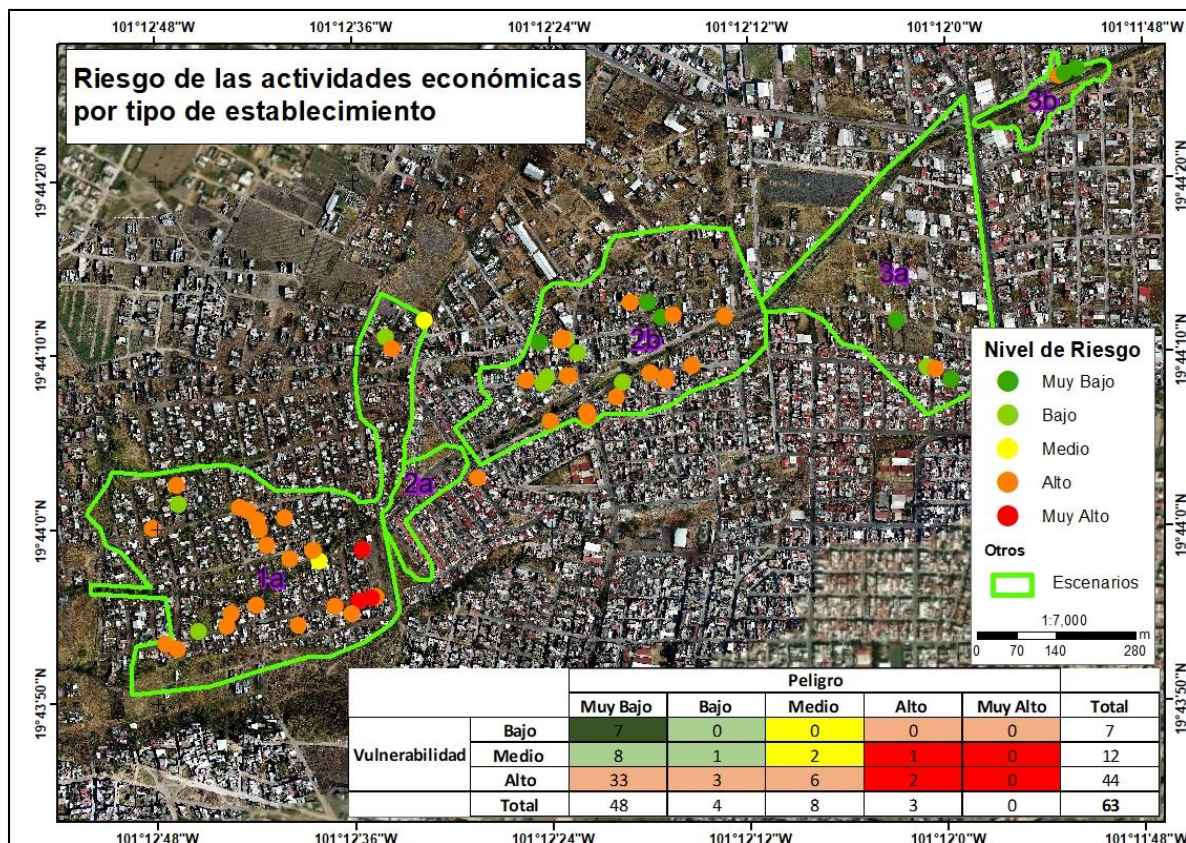 101°12'48"W 101°12'36"W 101°12'24"W 101°12'12"W 101°12'0"W 101°11'48"W
Riesgo de las actividades económicas
por tipo de establecimiento
3b
19°44'20"N 19°44'20"N
3a
2b
19°44'10"N 19°44'10"N
Nivel de Riesgo
Muy Bajo
Bajo
Medio
Alto
Muy Alto
2a
19°44'0"N 19°44'0"N
Otros
1a
Escenarios
1:7,000
0 70 140 280 m
Peligro
Muy Bajo Bajo Medio Alto Muy Alto Total
Bajo 7 0 0 0 0 7
Vulnerabilidad Medio 8 1 2 1 0 12
Alto 33 3 6 2 0 44
Total 48 4 8 3 0 63
19°43'50"N 19°43'50"N
101°12'48"W 101°12'36"W 101°12'24"W 101°12'12"W 101°12'0"W 101°11'48"W